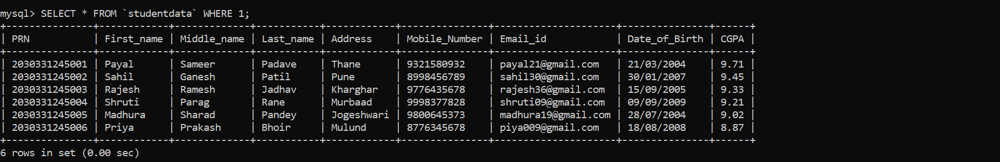 mysql> SELECT * FROM `studentdata` WHERE 1;
+---------------+------------+-------------+-----------+------------+---------------+---------------------+---------------+------+
| PRN           | First_name | Middle_name | Last_name | Address    | Mobile_Number | Email_id            | Date_of_Birth | CGPA |
+---------------+------------+-------------+-----------+------------+---------------+---------------------+---------------+------+
| 2030331245001 | Payal      | Sameer      | Padave    | Thane      | 9321580932    | payal21@gmail.com   | 21/03/2004    | 9.71 |
| 2030331245002 | Sahil      | Ganesh      | Patil     | Pune       | 8998456789    | sahil30@gmail.com   | 30/01/2007    | 9.45 |
| 2030331245003 | Rajesh     | Ramesh      | Jadhav    | Kharghar   | 9776435678    | rajesh36@gmail.com  | 15/09/2005    | 9.33 |
| 2030331245004 | Shruti     | Parag       | Rane      | Murbaad    | 9998377828    | shruti09@gmail.com  | 09/09/2009    | 9.21 |
| 2030331245005 | Madhura    | Sharad      | Pandey    | Jogeshwari | 9800645373    | madhura19@gmail.com | 28/07/2004    | 9.02 |
| 2030331245006 | Priya      | Prakash     | Bhoir     | Mulund     | 8776345678    | piya009@gmail.com   | 18/08/2008    | 8.87 |
+---------------+------------+-------------+-----------+------------+---------------+---------------------+---------------+------+
6 rows in set (0.00 sec)